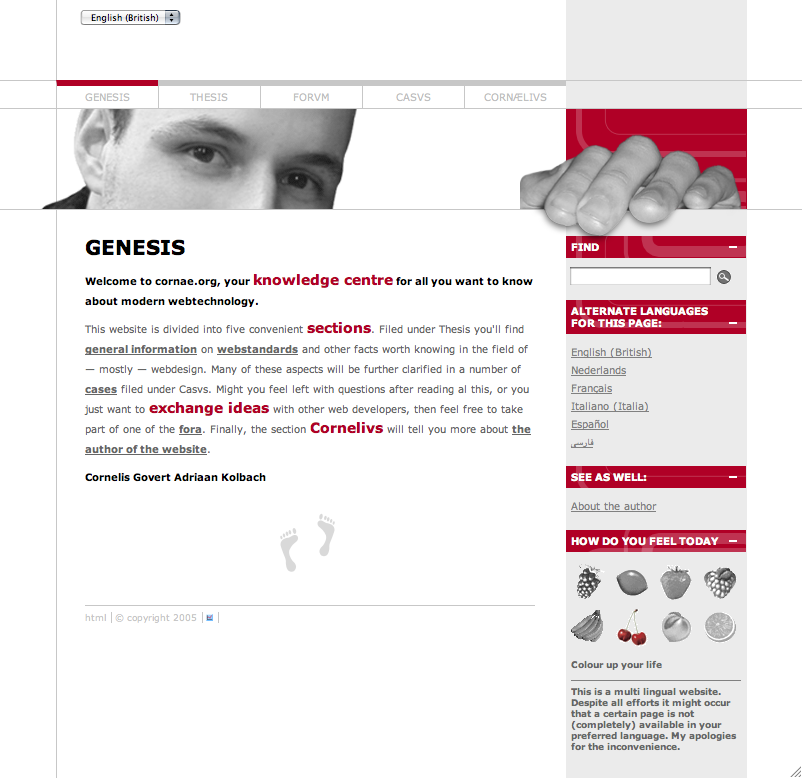 English (British)
GENESIS
THESIS
FORVM
CASVS
CORNÆLIVS
GENESIS
Welcome to cornae.org, your knowledge centre for all you want to know
about modern webtechnology.
This website is divided into five convenient sections. Filed under Thesis you'll find
general information on webstandards and other facts worth knowing in the field of
— mostly — webdesign. Many of these aspects will be further clarified in a number of
cases filed under Casvs. Might you feel left with questions after reading al this, or you
just want to exchange ideas with other web developers, then feel free to take
part of one of the fora. Finally, the section Cornelivs will tell you more about the
author of the website.
Cornelis Govert Adriaan Kolbach
html | © copyright 2005 | |
FIND
ALTERNATE LANGUAGES
FOR THIS PAGE:
English (British)
Nederlands
Français
Italiano (Italia)
Español
فارسی
SEE AS WELL:
About the author
HOW DO YOU FEEL TODAY
Colour up your life
This is a multi lingual website.
Despite all efforts it might occur
that a certain page is not
(completely) available in your
preferred language. My apologies
for the inconvenience.